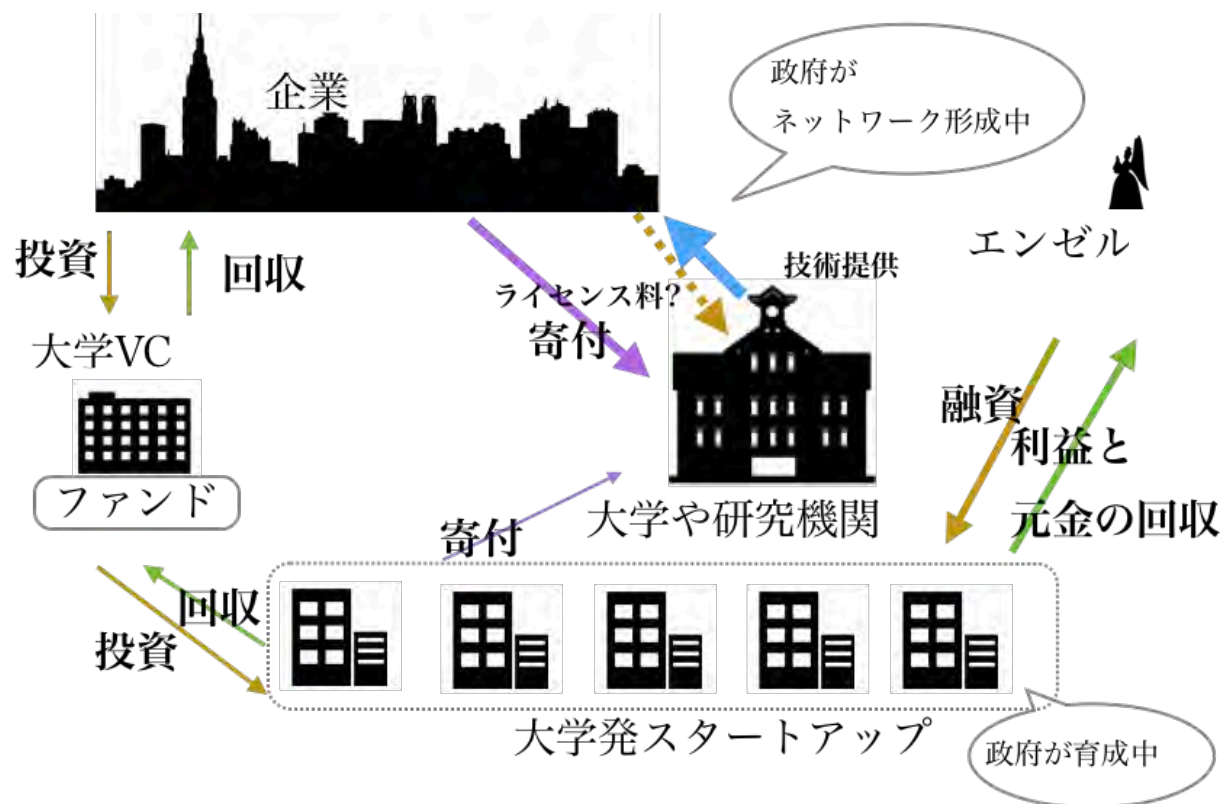 企業
政府が
ネットワーク形成中
エンゼル
投資
回収
技術提供
ライセンス料?
寄付
大学VC
ファンド
融資
利益と
元金の回収
大学や研究機関
寄付
回収
投資
大学発スタートアップ
政府が育成中